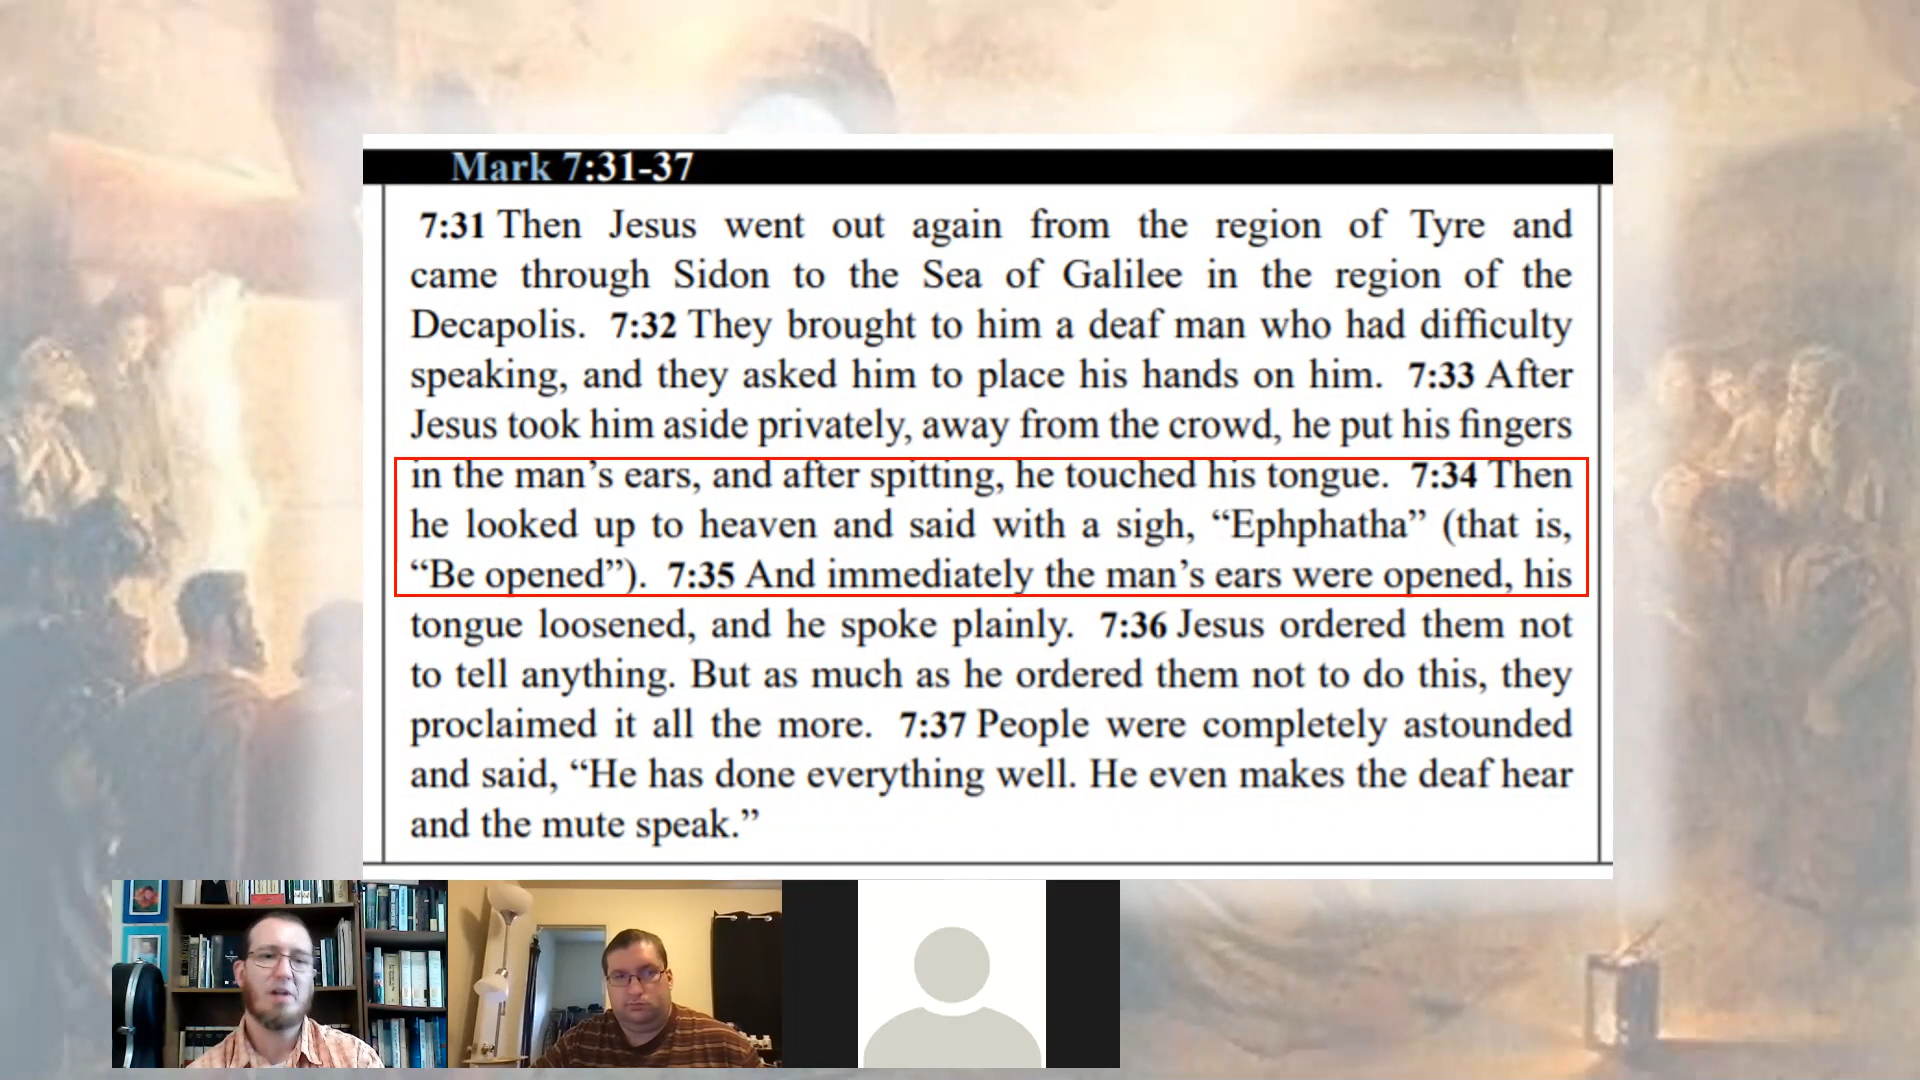 Mark 7:31-37
7:31 Then Jesus went out again from the region of Tyre and
came through Sidon to the Sea of Galilee in the region of the
Decapolis. 7:32 They brought to him a deaf man who had difficulty
speaking, and they asked him to place his hands on him. 7:33 After
Jesus took him aside privately, away from the crowd, he put his fingers
in the man’s ears, and after spitting, he touched his tongue. 7:34 Then
he looked up to heaven and said with a sigh, “Ephphatha” (that is,
“Be opened”). 7:35 And immediately the man’s ears were opened, his
tongue loosened, and he spoke plainly. 7:36 Jesus ordered them not
to tell anything. But as much as he ordered them not to do this, they
proclaimed it all the more. 7:37 People were completely astounded
and said, “He has done everything well. He even makes the deaf hear
and the mute speak.”